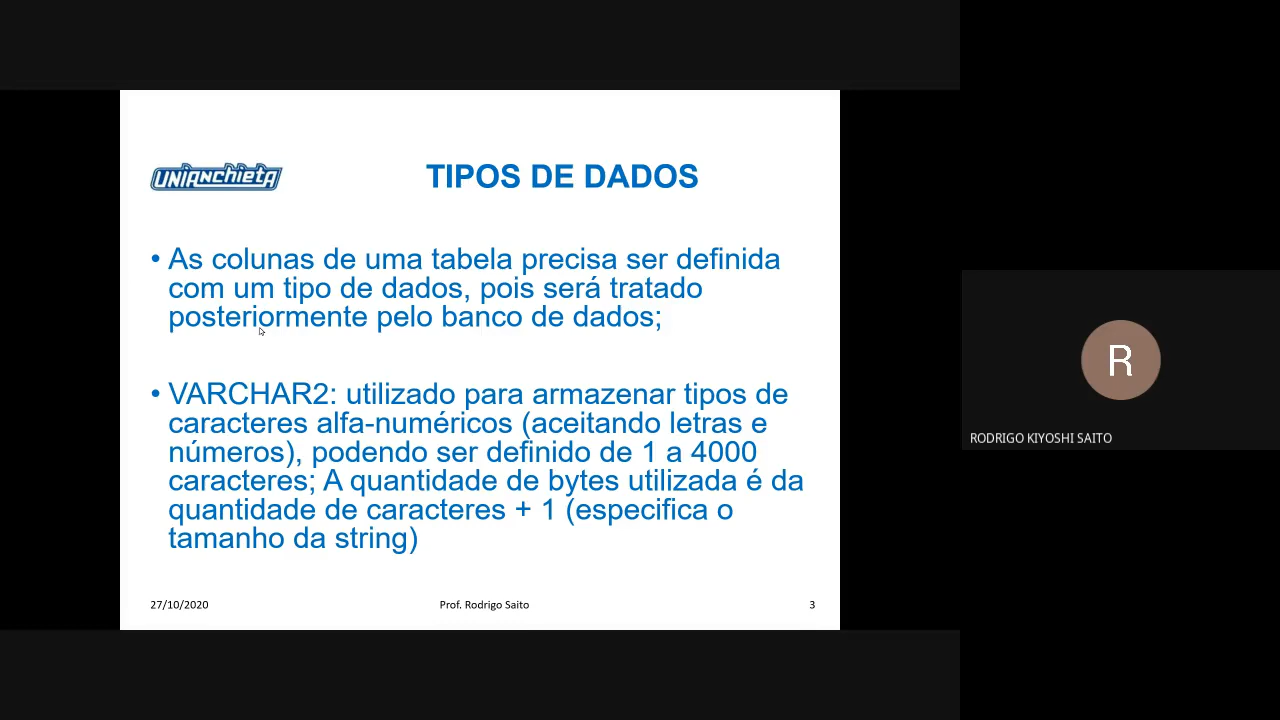 UNIANCHIETA
TIPOS DE DADOS
• As colunas de uma tabela precisa ser definida
com um tipo de dados, pois será tratado
posteriormente pelo banco de dados;
• VARCHAR2: utilizado para armazenar tipos de
caracteres alfa-numéricos (aceitando letras e
números), podendo ser definido de 1 a 4000
caracteres; A quantidade de bytes utilizada é da
quantidade de caracteres + 1 (especifica o
tamanho da string)
27/10/2020
Prof. Rodrigo Saito
3
R
RODRIGO KIYOSHI SAITO